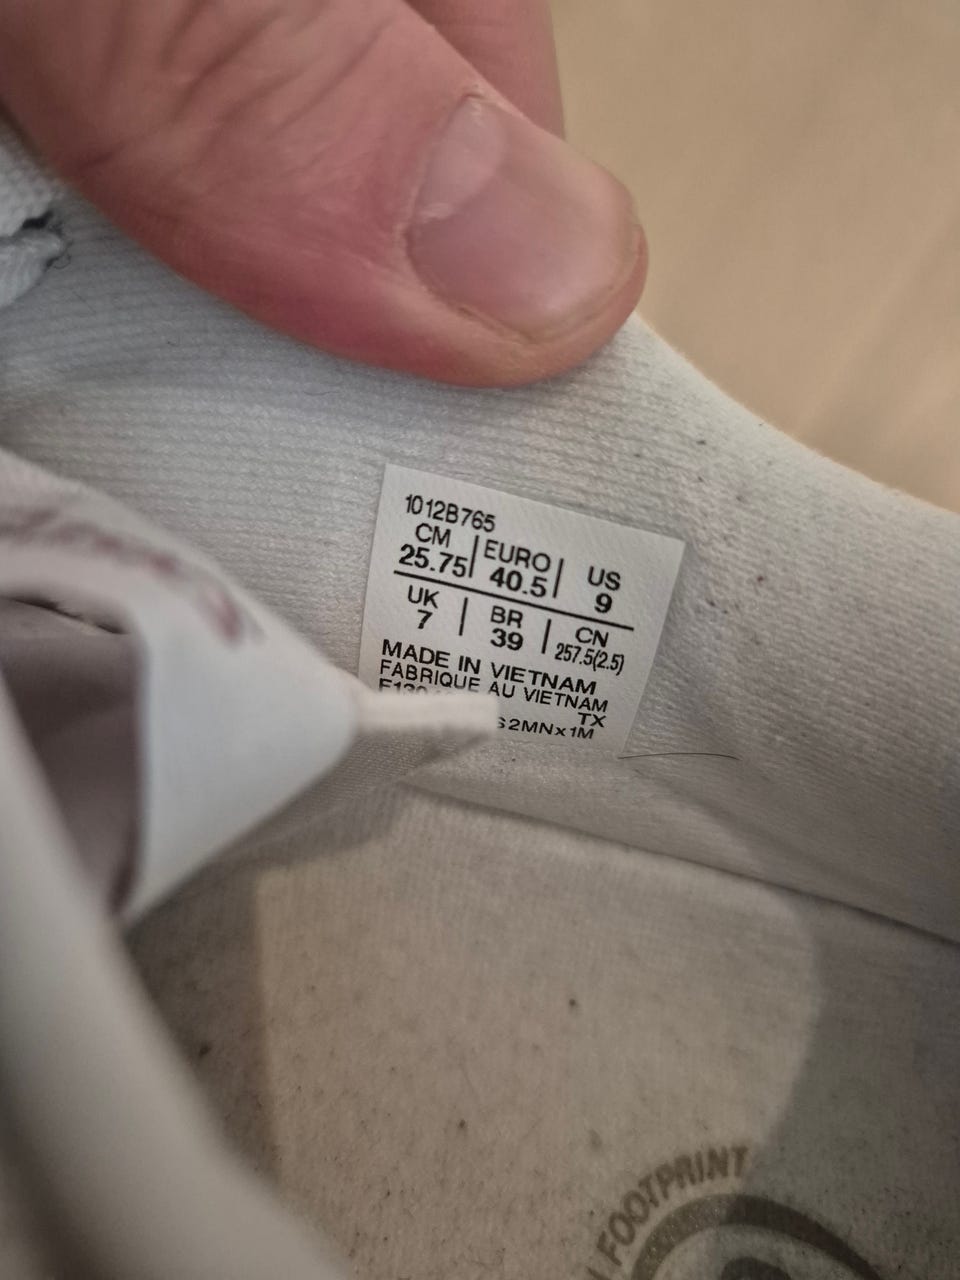 1012B765
CM 25.75 | EURO 40.5 | US 9
UK 7 | BR 39 | CN 257.5(2.5)
MADE IN VIETNAM
FABRIQUE AU VIETNAM
TX
S2MNx1M
FOOTPRINT